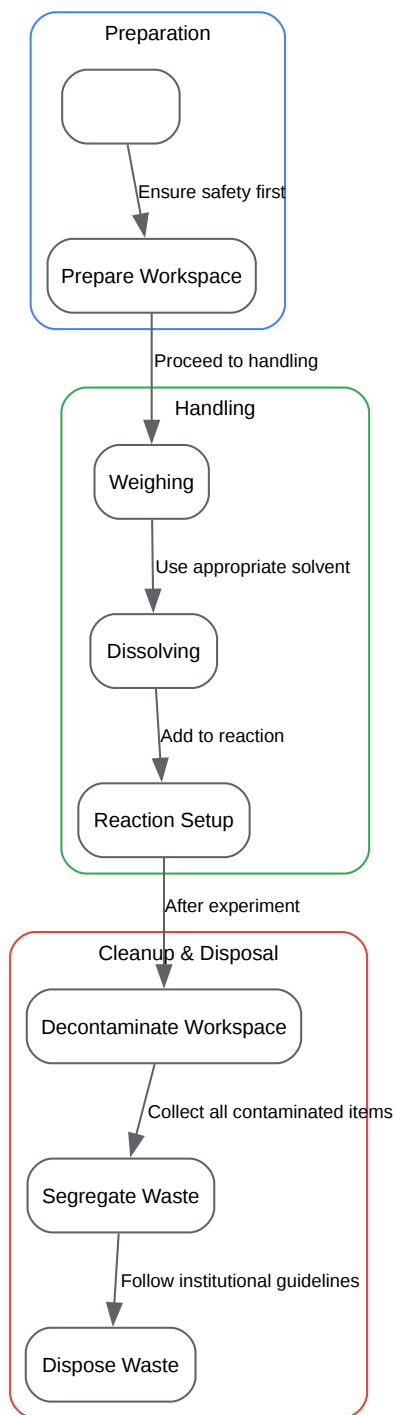 Preparation
Ensure safety first
Prepare Workspace
Proceed to handling
Handling
Weighing
Use appropriate solvent
Dissolving
Add to reaction
Reaction Setup
After experiment
Cleanup & Disposal
Decontaminate Workspace
Collect all contaminated items
Segregate Waste
Follow institutional guidelines
Dispose Waste